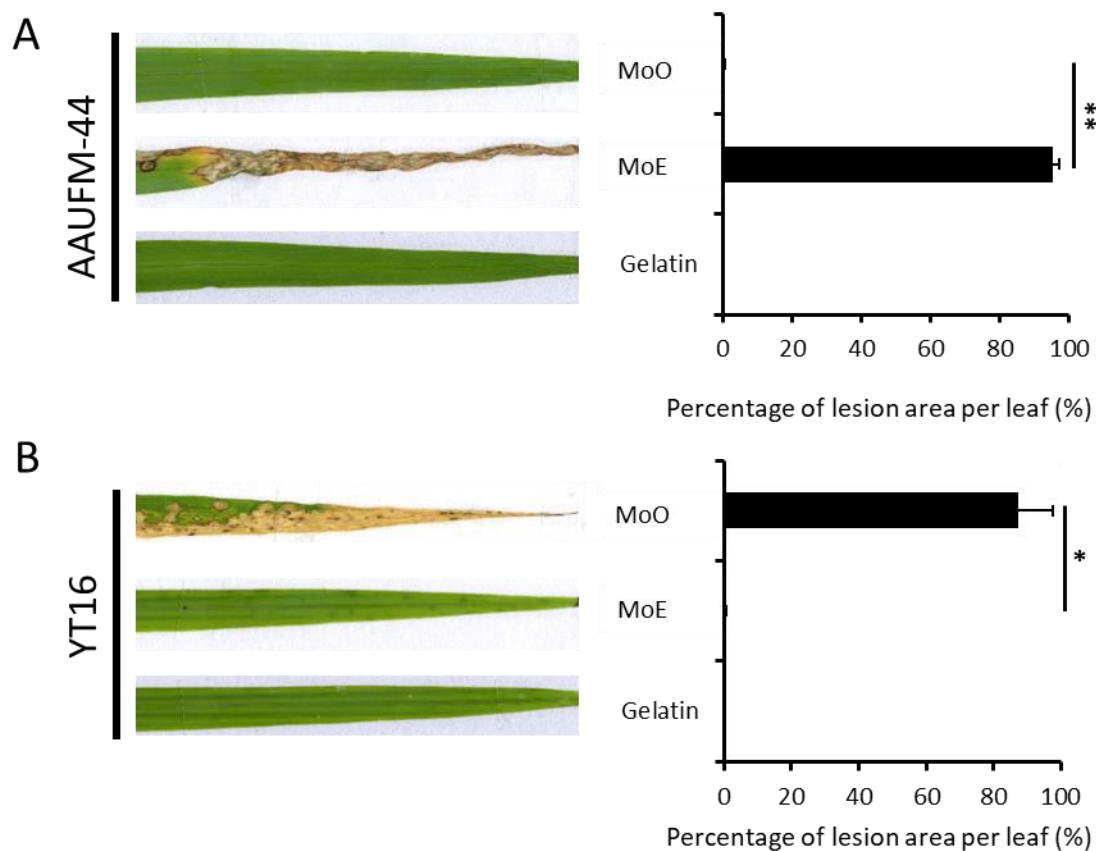 A
AAUFM-44
MoO
MoE
Gelatin
**
0 20 40 60 80 100
Percentage of lesion area per leaf (%)
B
YT16
MoO
MoE
Gelatin
*
0 20 40 60 80 100
Percentage of lesion area per leaf (%)